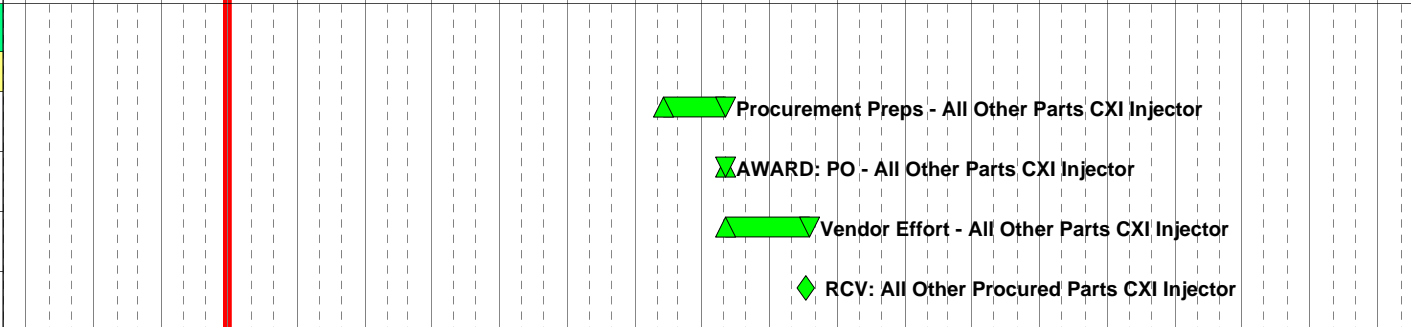 Procurement Preps - All Other Parts CXI Injector
AWARD: PO - All Other Parts CXI Injector
Vendor Effort - All Other Parts CXI Injector
RCV: All Other Procured Parts CXI Injector